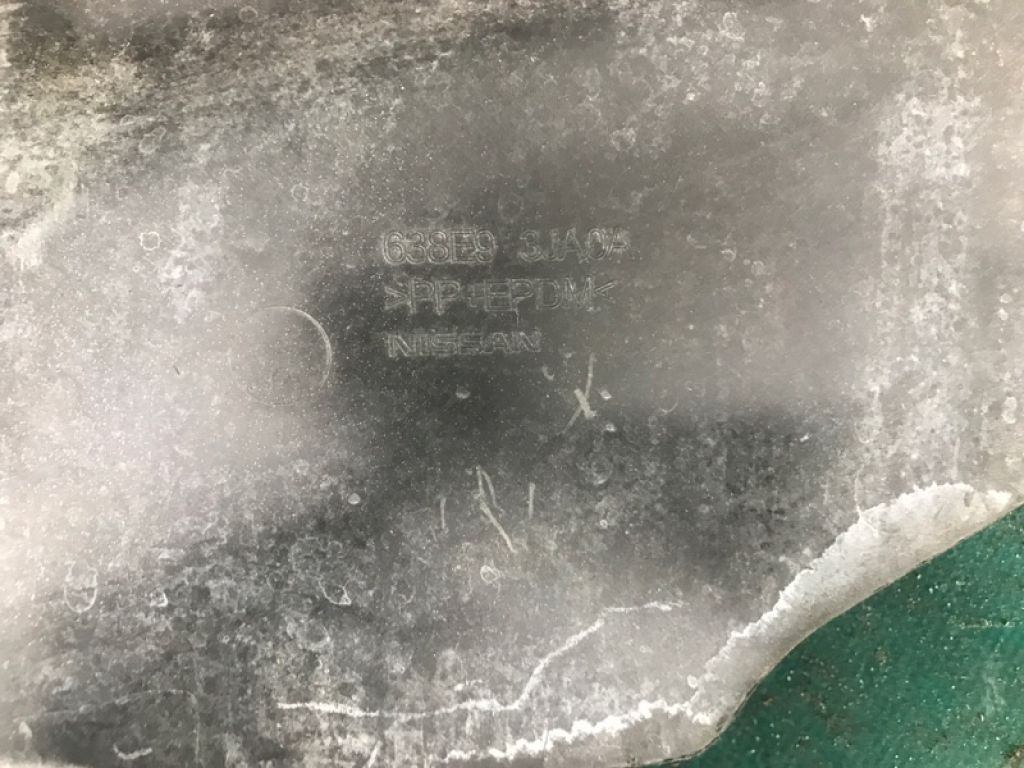 638E9 3JA0A
>PP+EPDM<
NISSAN